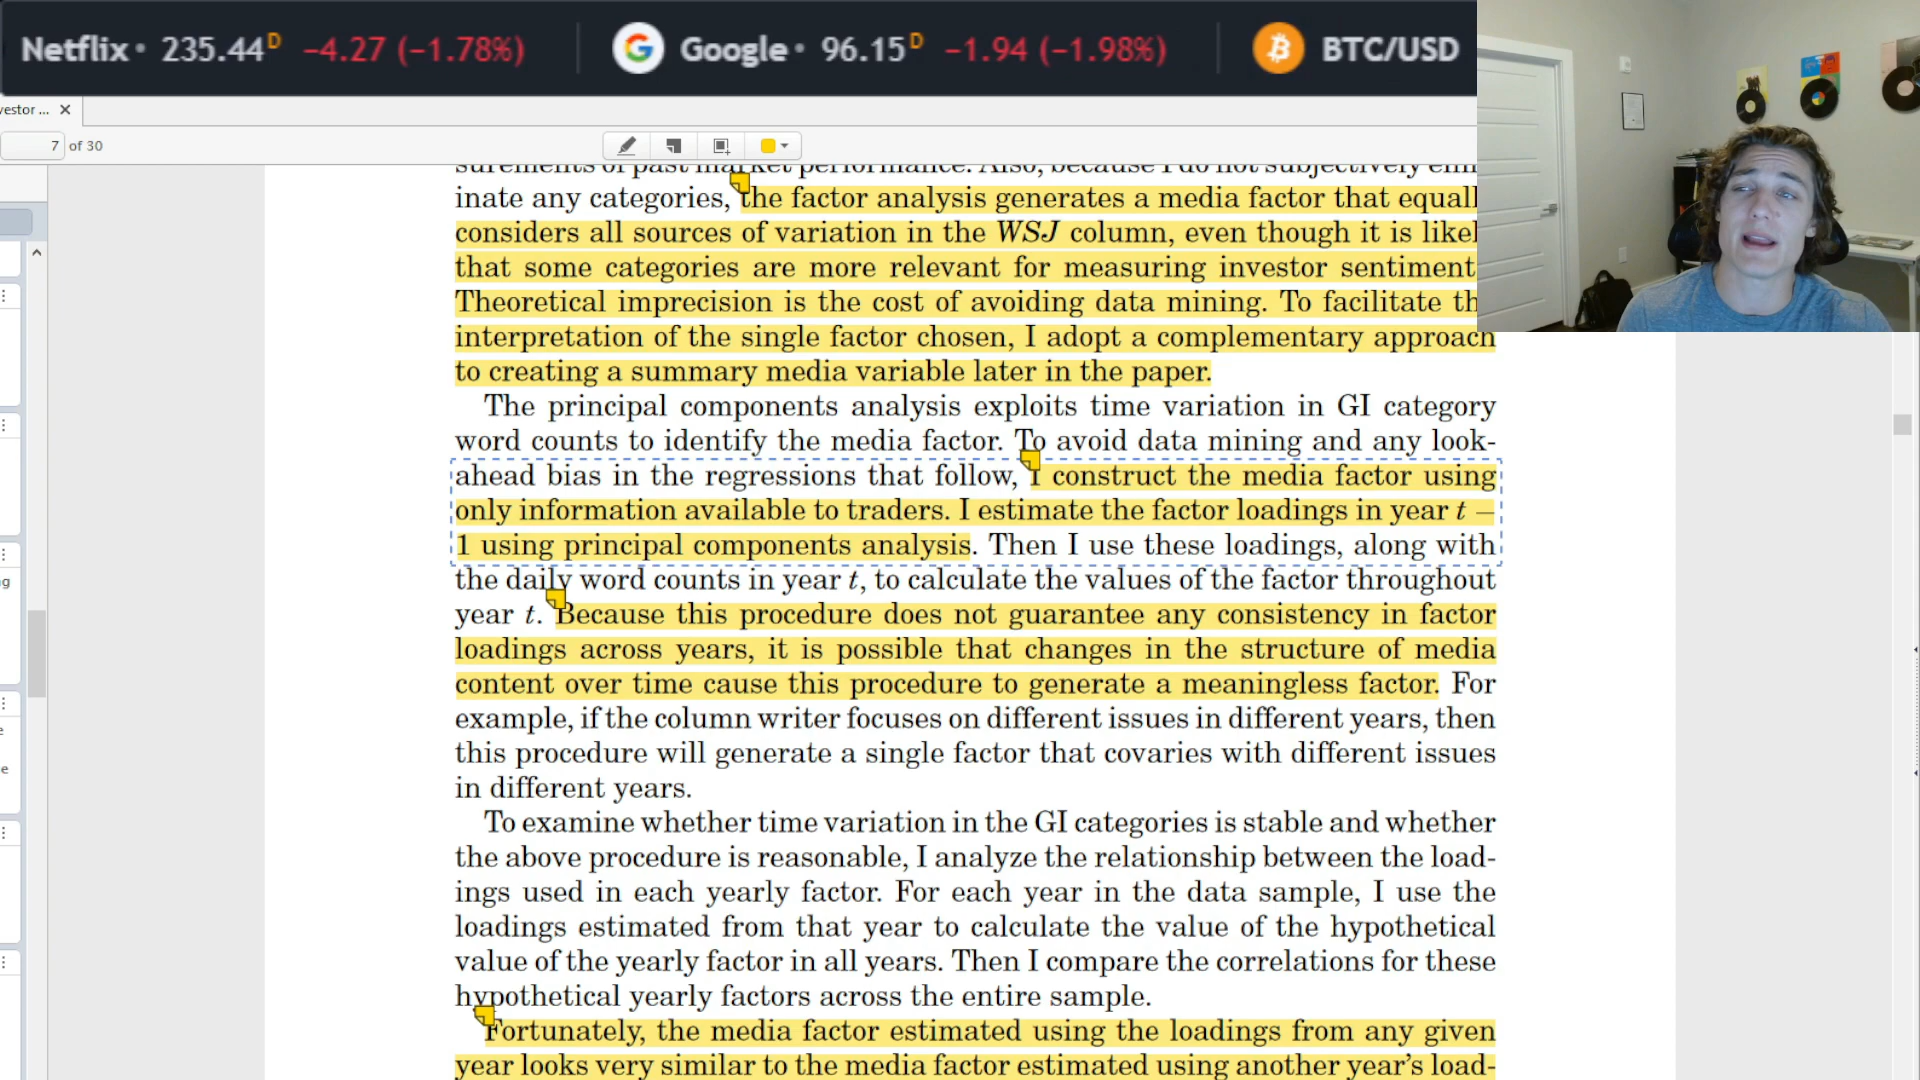 Netflix • 235.44 D −4.27 (−1.78%) Google • 96.15 D −1.94 (−1.98%) BTC/USD
vestor ...
7 of 30
inate any categories, the factor analysis generates a media factor that equall
considers all sources of variation in the WSJ column, even though it is likel
that some categories are more relevant for measuring investor sentiment.
Theoretical imprecision is the cost of avoiding data mining. To facilitate th
interpretation of the single factor chosen, I adopt a complementary approach
to creating a summary media variable later in the paper.
The principal components analysis exploits time variation in GI category
word counts to identify the media factor. To avoid data mining and any look-
ahead bias in the regressions that follow, I construct the media factor using
only information available to traders. I estimate the factor loadings in year t −
1 using principal components analysis. Then I use these loadings, along with
the daily word counts in year t, to calculate the values of the factor throughout
year t. Because this procedure does not guarantee any consistency in factor
loadings across years, it is possible that changes in the structure of media
content over time cause this procedure to generate a meaningless factor. For
example, if the column writer focuses on different issues in different years, then
this procedure will generate a single factor that covaries with different issues
in different years.
To examine whether time variation in the GI categories is stable and whether
the above procedure is reasonable, I analyze the relationship between the load-
ings used in each yearly factor. For each year in the data sample, I use the
loadings estimated from that year to calculate the value of the hypothetical
value of the yearly factor in all years. Then I compare the correlations for these
hypothetical yearly factors across the entire sample.
Fortunately, the media factor estimated using the loadings from any given
year looks very similar to the media factor estimated using another year's load-